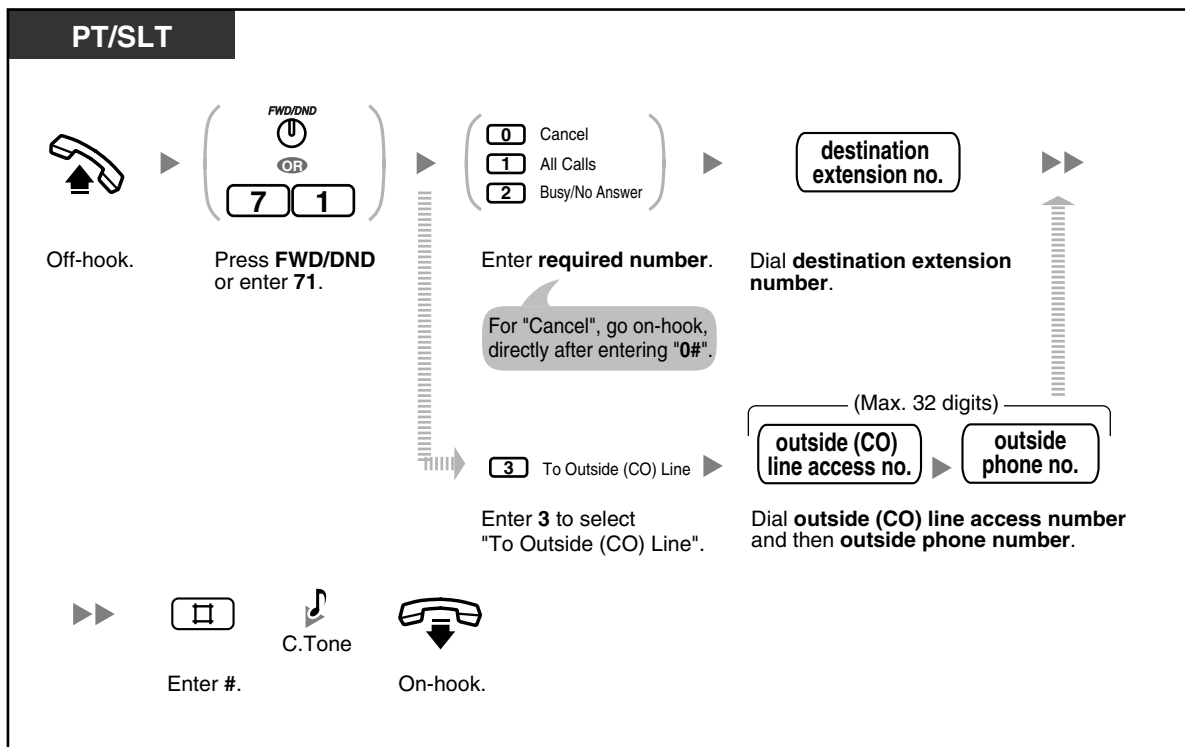 PT/SLT
FWD/DND
OR
7 1
0 Cancel
1 All Calls
2 Busy/No Answer
destination
extension no.
Off-hook.
Press FWD/DND
or enter 71.
Enter required number.
Dial destination extension
number.
For "Cancel", go on-hook,
directly after entering "0#".
(Max. 32 digits)
3 To Outside (CO) Line
outside (CO)
line access no.
outside
phone no.
Enter 3 to select
"To Outside (CO) Line".
Dial outside (CO) line access number
and then outside phone number.
#
C.Tone
Enter #.
On-hook.